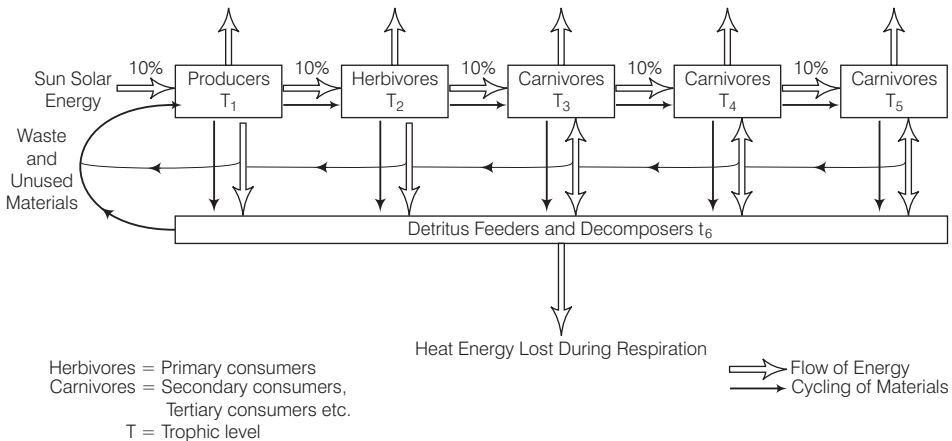 10% 10% 10% 10% 10%
Sun Solar
Energy
Producers
T1
Herbivores
T2
Carnivores
T3
Carnivores
T4
Carnivores
T5
Waste
and
Unused
Materials
Detritus Feeders and Decomposers t6
Heat Energy Lost During Respiration
Herbivores = Primary consumers
Carnivores = Secondary consumers,
Tertiary consumers etc.
T = Trophic level
Flow of Energy
Cycling of Materials